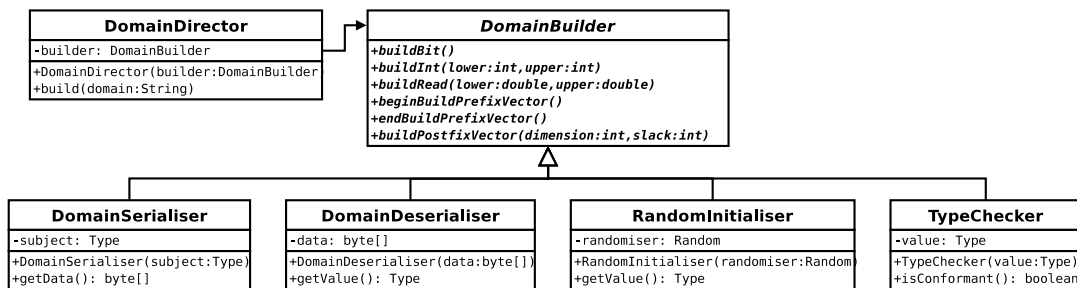 DomainDirector
-builder: DomainBuilder
+DomainDirector(builder:DomainBuilder)
+build(domain:String)
DomainBuilder
+buildBit()
+buildInt(lower:int,upper:int)
+buildRead(lower:double,upper:double)
+beginBuildPrefixVector()
+endBuildPrefixVector()
+buildPostfixVector(dimension:int,slack:int)
DomainSerialiser
-subject: Type
+DomainSerialiser(subject:Type)
+getData(): byte[]
DomainDeserialiser
-data: byte[]
+DomainDeserialiser(data:byte[])
+getValue(): Type
RandomInitialiser
-randomiser: Random
+RandomInitialiser(randomiser:Random)
+getValue(): Type
TypeChecker
-value: Type
+TypeChecker(value:Type)
+isConformant(): boolean